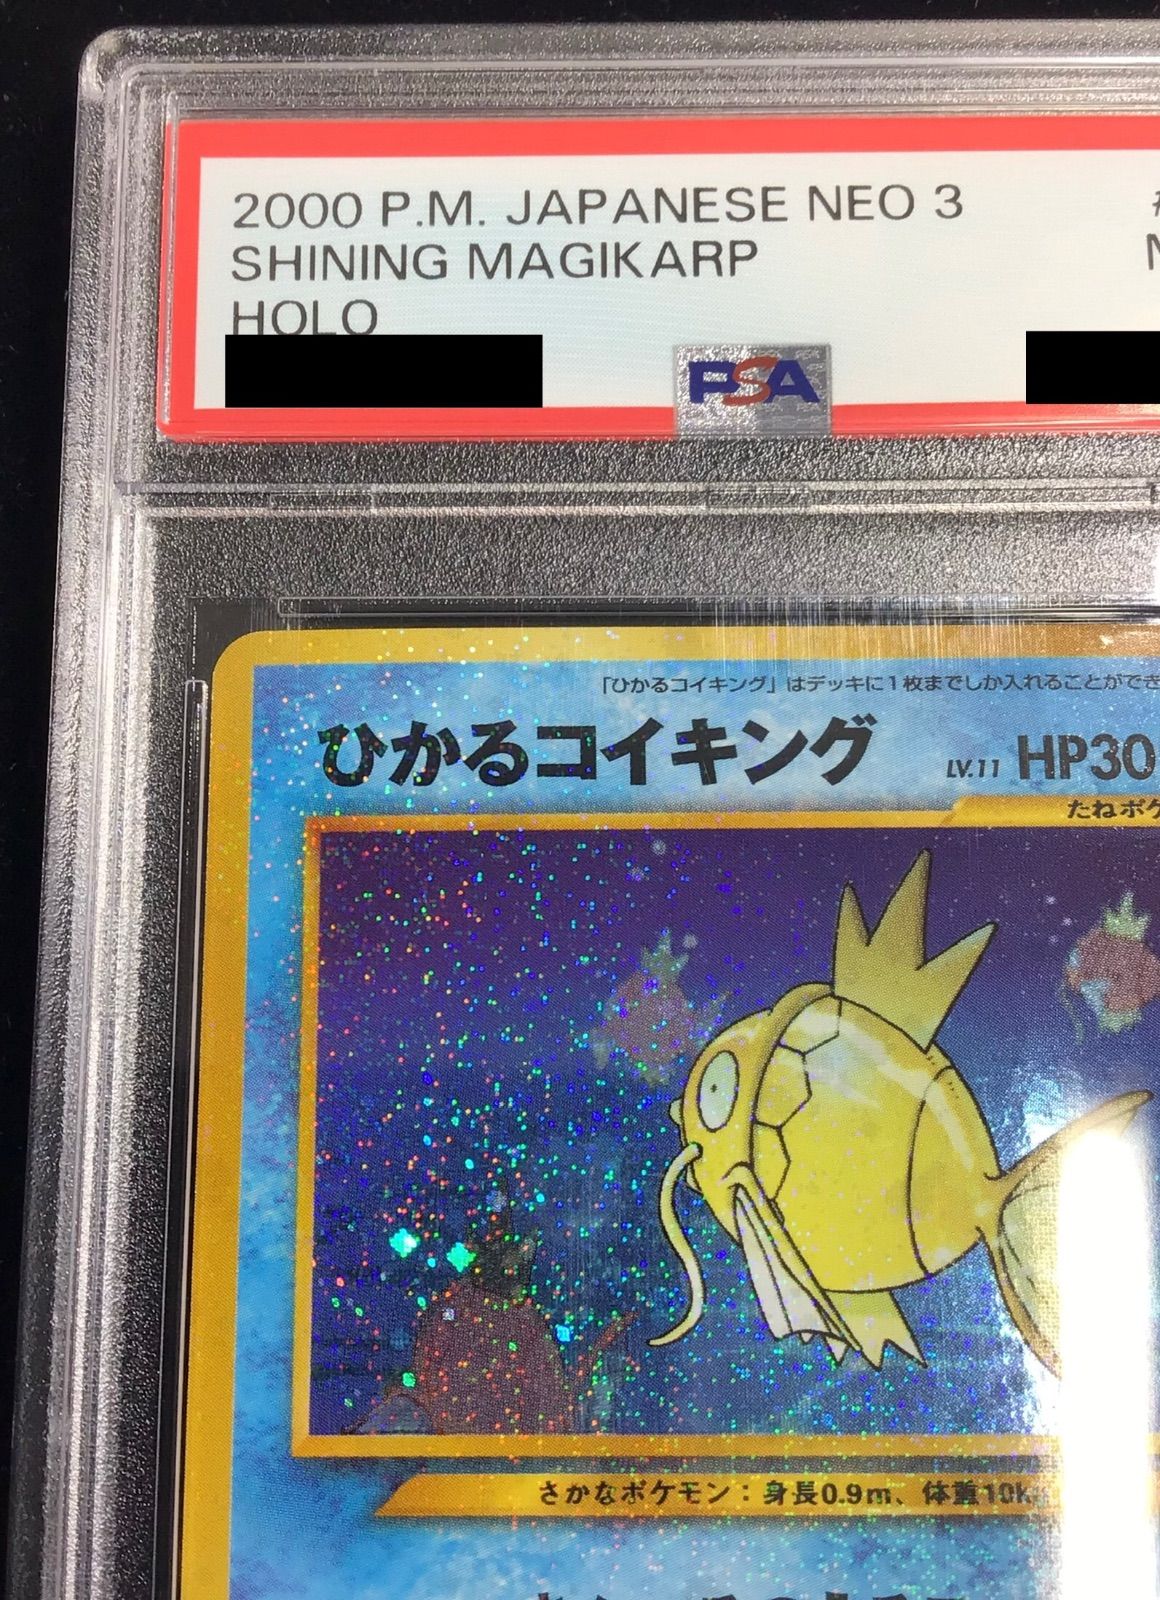 2000 P.M. JAPANESE NEO 3
SHINING MAGIKARP
HOLO
PSA
「ひかるコイキング」はデッキに1枚までしか入れることができ
ひかるコイキング LV.11 HP30
たねポケ
さかなポケモン：身長0.9m、体重10kg